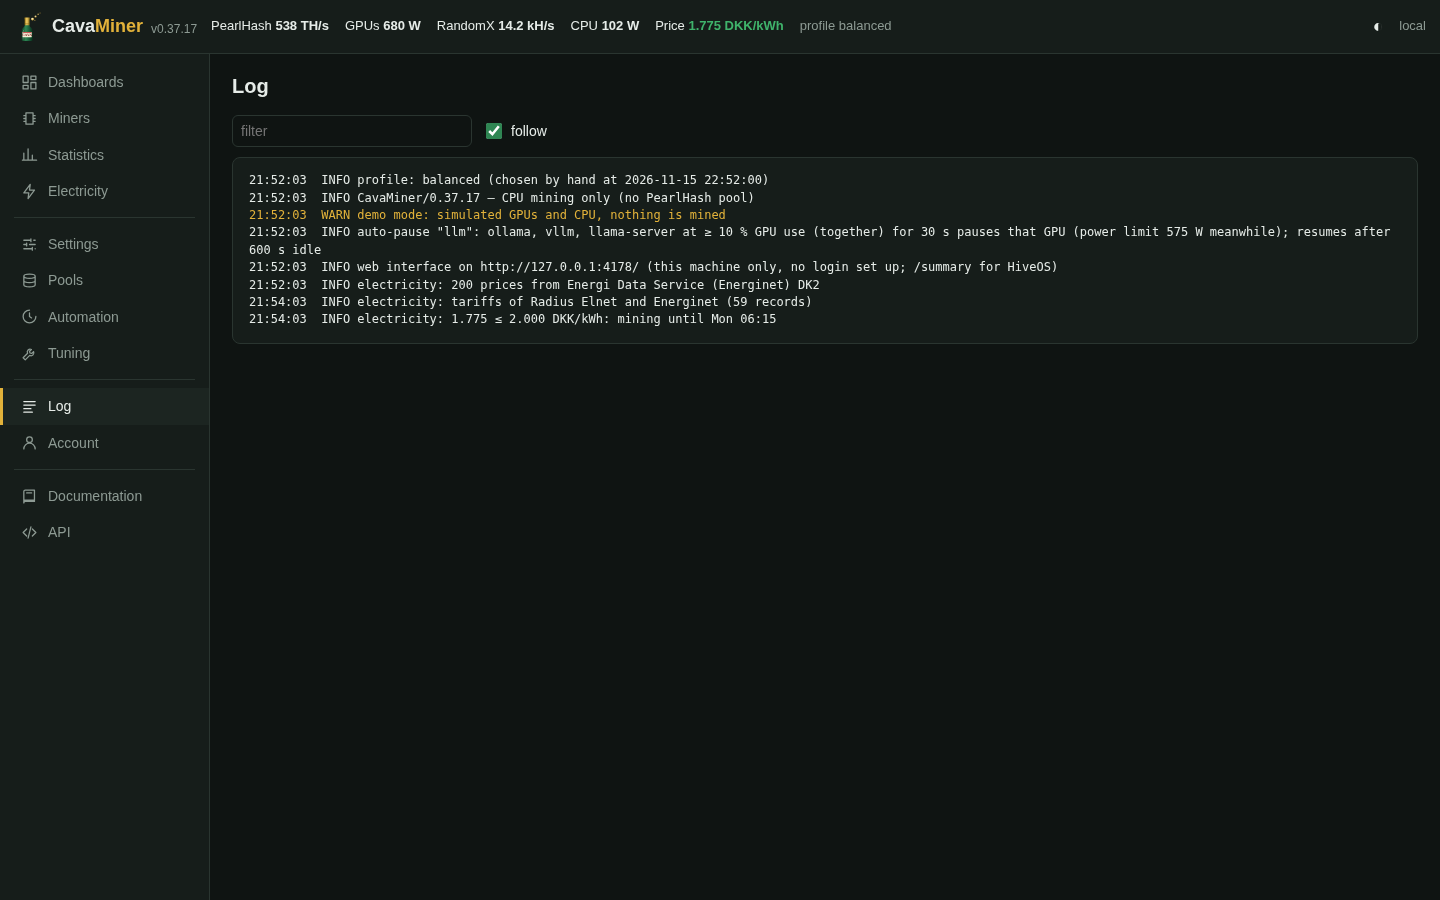 CavaMiner v0.37.17 PearlHash 538 TH/s GPUs 680 W RandomX 14.2 kH/s CPU 102 W Price 1.775 DKK/kWh profile balanced local
Dashboards
Miners
Statistics
Electricity
Settings
Pools
Automation
Tuning
Log
Account
Documentation
API
Log
filter
follow
21:52:03 INFO profile: balanced (chosen by hand at 2026-11-15 22:52:00)
21:52:03 INFO CavaMiner/0.37.17 — CPU mining only (no PearlHash pool)
21:52:03 WARN demo mode: simulated GPUs and CPU, nothing is mined
21:52:03 INFO auto-pause "llm": ollama, vllm, llama-server at ≥ 10 % GPU use (together) for 30 s pauses that GPU (power limit 575 W meanwhile); resumes after
600 s idle
21:52:03 INFO web interface on http://127.0.0.1:4178/ (this machine only, no login set up; /summary for HiveOS)
21:52:03 INFO electricity: 200 prices from Energi Data Service (Energinet) DK2
21:54:03 INFO electricity: tariffs of Radius Elnet and Energinet (59 records)
21:54:03 INFO electricity: 1.775 ≤ 2.000 DKK/kWh: mining until Mon 06:15